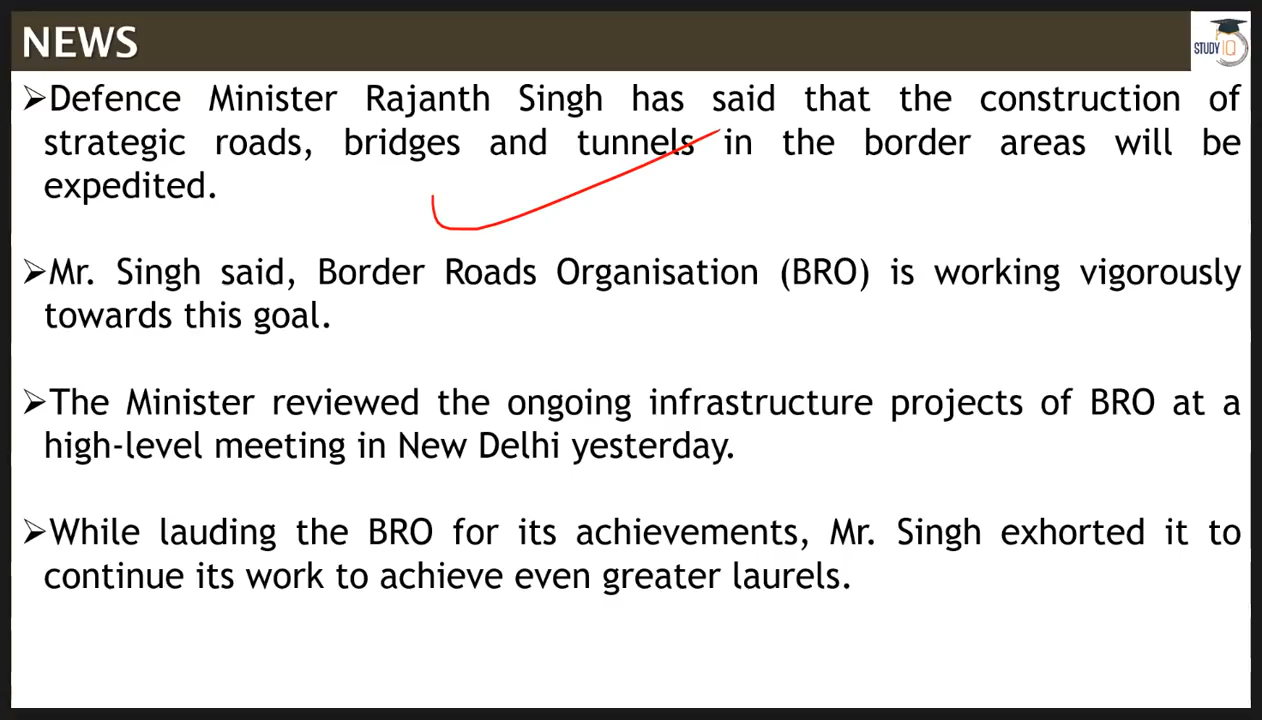 NEWS
STUDY IQ
➢Defence Minister Rajanth Singh has said that the construction of
strategic roads, bridges and tunnels in the border areas will be
expedited.
➢Mr. Singh said, Border Roads Organisation (BRO) is working vigorously
towards this goal.
➢The Minister reviewed the ongoing infrastructure projects of BRO at a
high-level meeting in New Delhi yesterday.
➢While lauding the BRO for its achievements, Mr. Singh exhorted it to
continue its work to achieve even greater laurels.